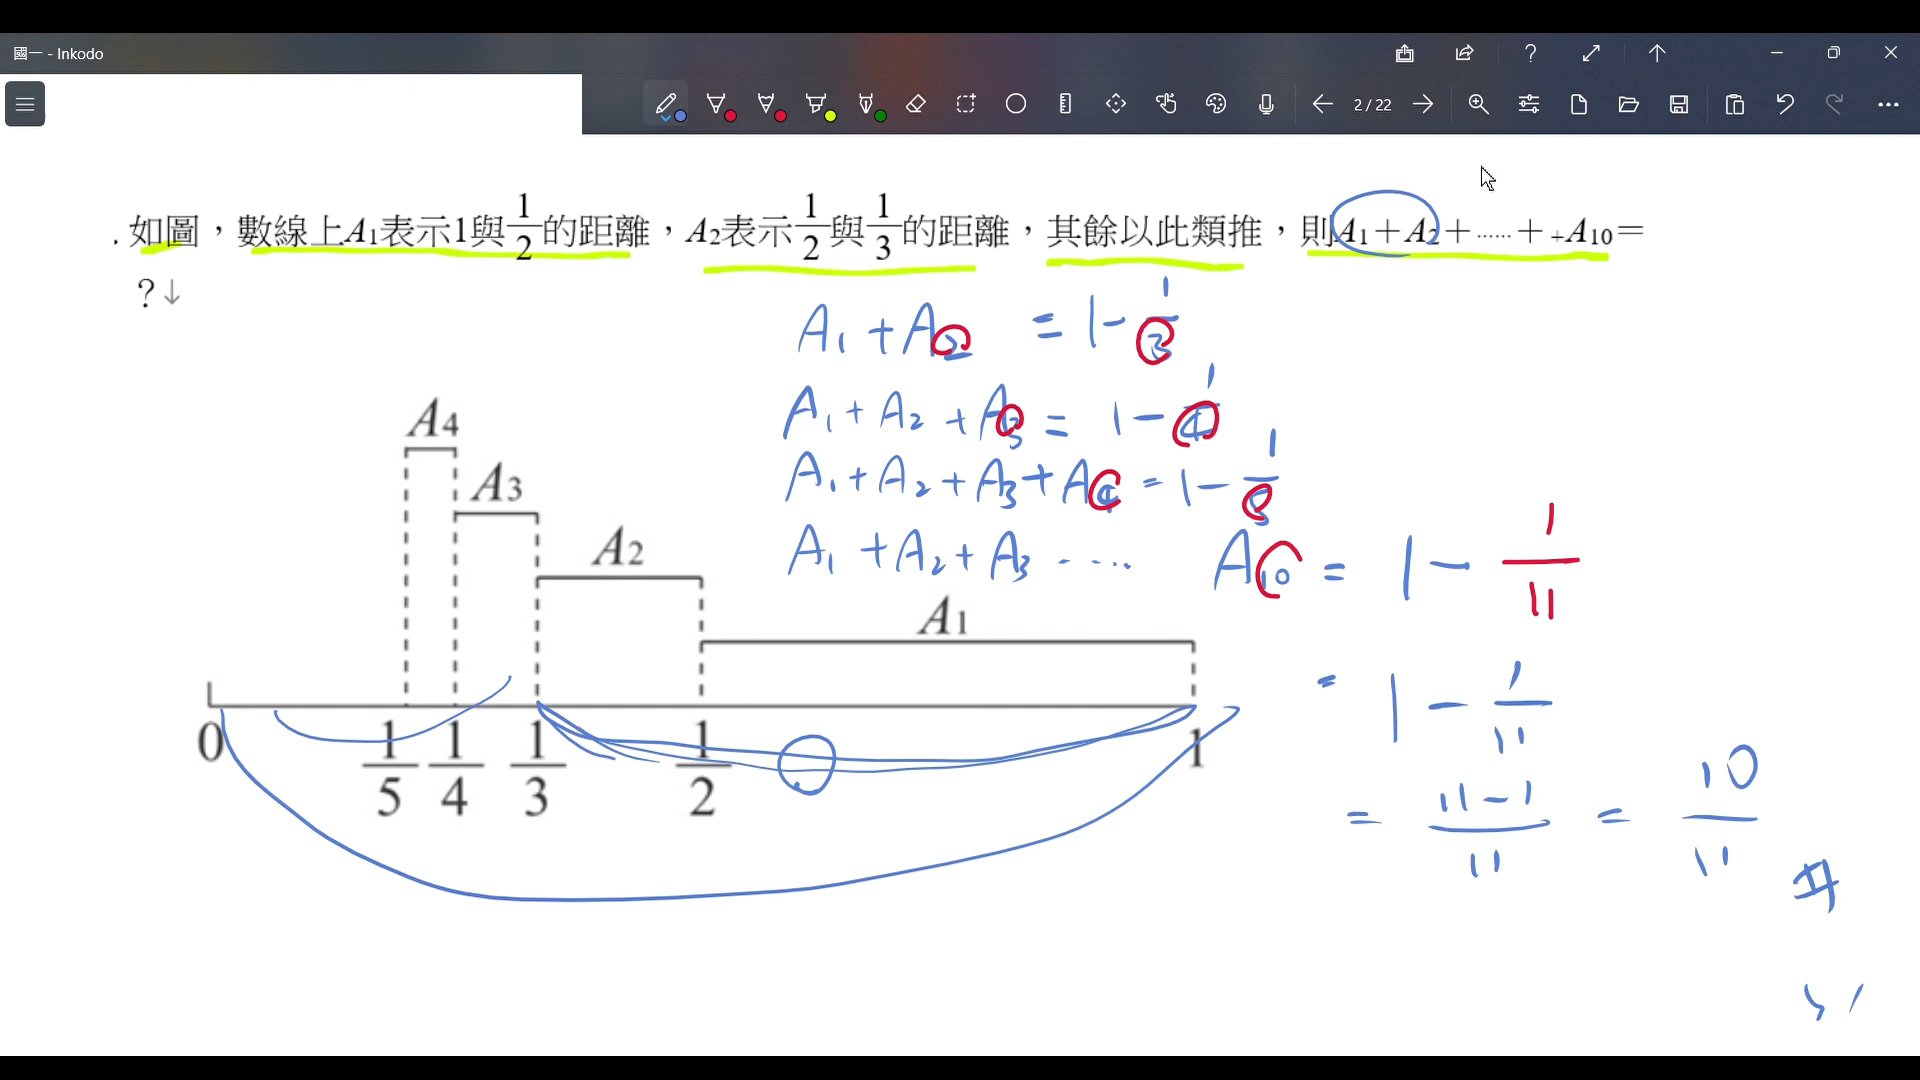 國一 - Inkodo
2 / 22
. 如圖，數線上A₁表示1與1/2的距離，A₂表示1/2與1/3的距離，其餘以此類推，則A₁＋A₂＋……＋ +A₁₀＝
？↓
A₁ + A₂ = 1 - 1/3
A₁ + A₂ + A₃ = 1 - 1/4
A₁ + A₂ + A₃ + A₄ = 1 - 1/5
A₁ + A₂ + A₃ ..... A₁₀ = 1 - 1/11
= 1 - 1/11
= 11-1/11 = 10/11 #
A₄
A₃
A₂
A₁
0 1/5 1/4 1/3 1/2 1